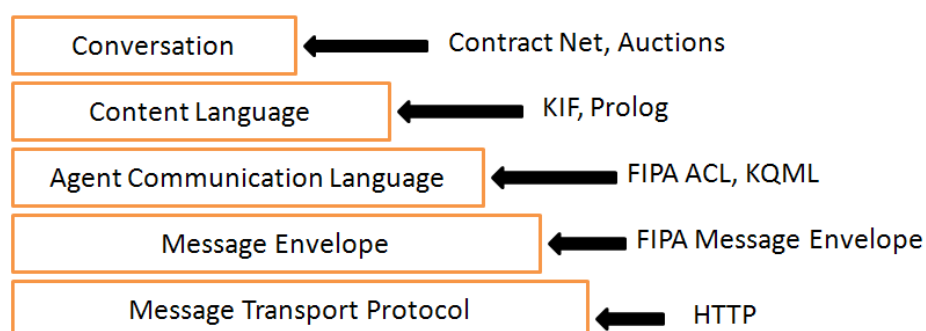 Conversation
Contract Net, Auctions
Content Language
KIF, Prolog
Agent Communication Language
FIPA ACL, KQML
Message Envelope
FIPA Message Envelope
Message Transport Protocol
HTTP